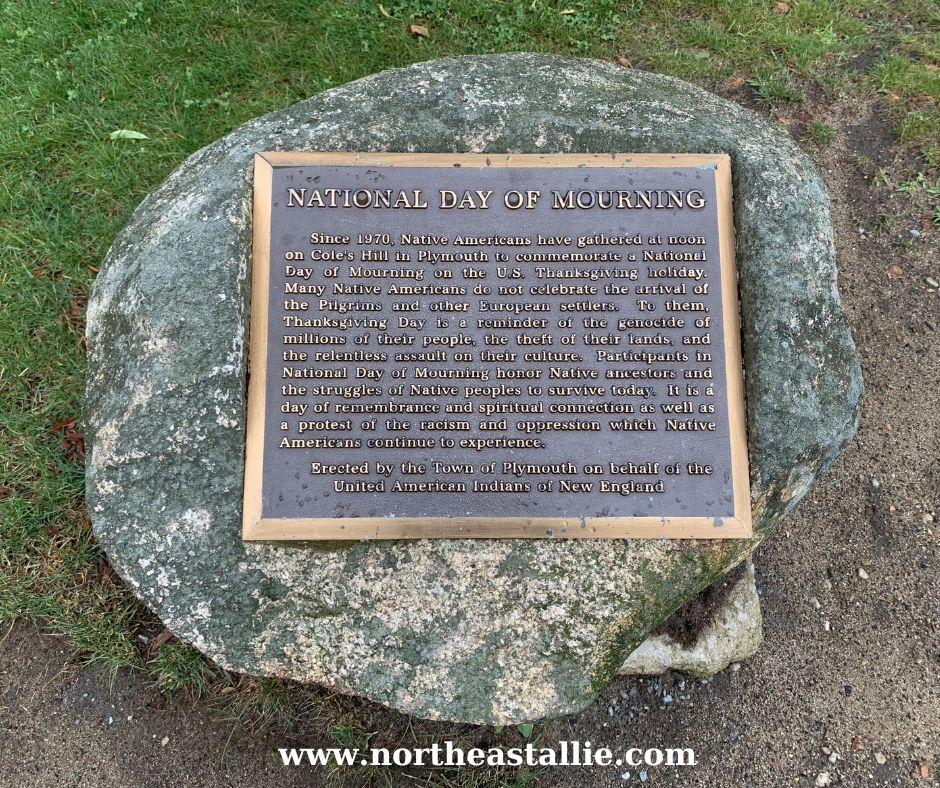 NATIONAL DAY OF MOURNING
Since 1970, Native Americans have gathered at noon
on Cole's Hill in Plymouth to commemorate a National
Day of Mourning on the U.S. Thanksgiving holiday.
Many Native Americans do not celebrate the arrival of
the Pilgrims and other European settlers. To them,
Thanksgiving Day is a reminder of the genocide of
millions of their people, the theft of their lands, and
the relentless assault on their culture. Participants in
National Day of Mourning honor Native ancestors and
the struggles of Native peoples to survive today. It is a
day of remembrance and spiritual connection as well as
a protest of the racism and oppression which Native
Americans continue to experience.
Erected by the Town of Plymouth on behalf of the
United American Indians of New England
www.northeastallie.com